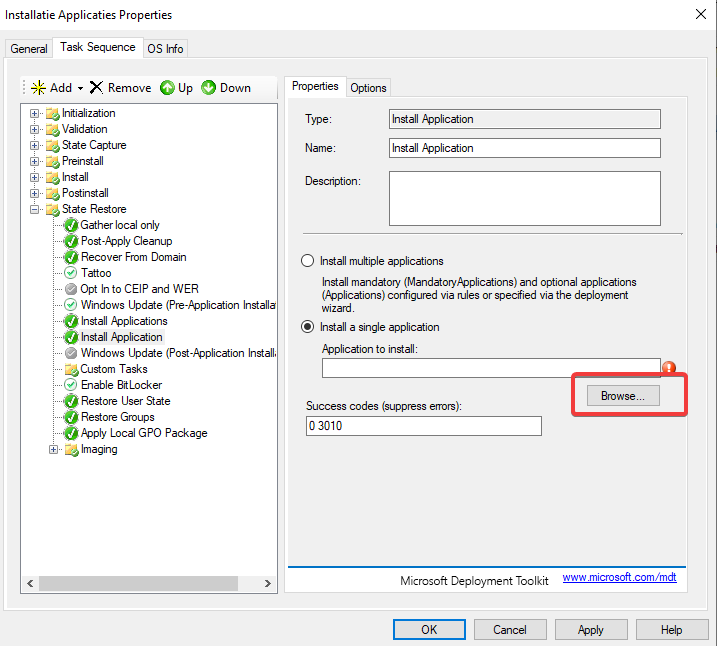 Installatie Applicaties Properties
General
Task Sequence
OS Info
Add
Remove
Up
Down
Initialization
Validation
State Capture
Preinstall
Install
Postinstall
State Restore
Gather local only
Post-Apply Cleanup
Recover From Domain
Tattoo
Opt In to CEIP and WER
Windows Update (Pre-Application Installa
Install Applications
Install Application
Windows Update (Post-Application Install
Custom Tasks
Enable BitLocker
Restore User State
Restore Groups
Apply Local GPO Package
Imaging
Properties
Options
Type:
Install Application
Name:
Install Application
Description:
Install multiple applications
Install mandatory (MandatoryApplications) and optional applications
(Applications) configured via rules or specified via the deployment
wizard.
Install a single application
Application to install:
Browse...
Success codes (suppress errors):
0 3010
Microsoft Deployment Toolkit
www.microsoft.com/mdt
OK
Cancel
Apply
Help